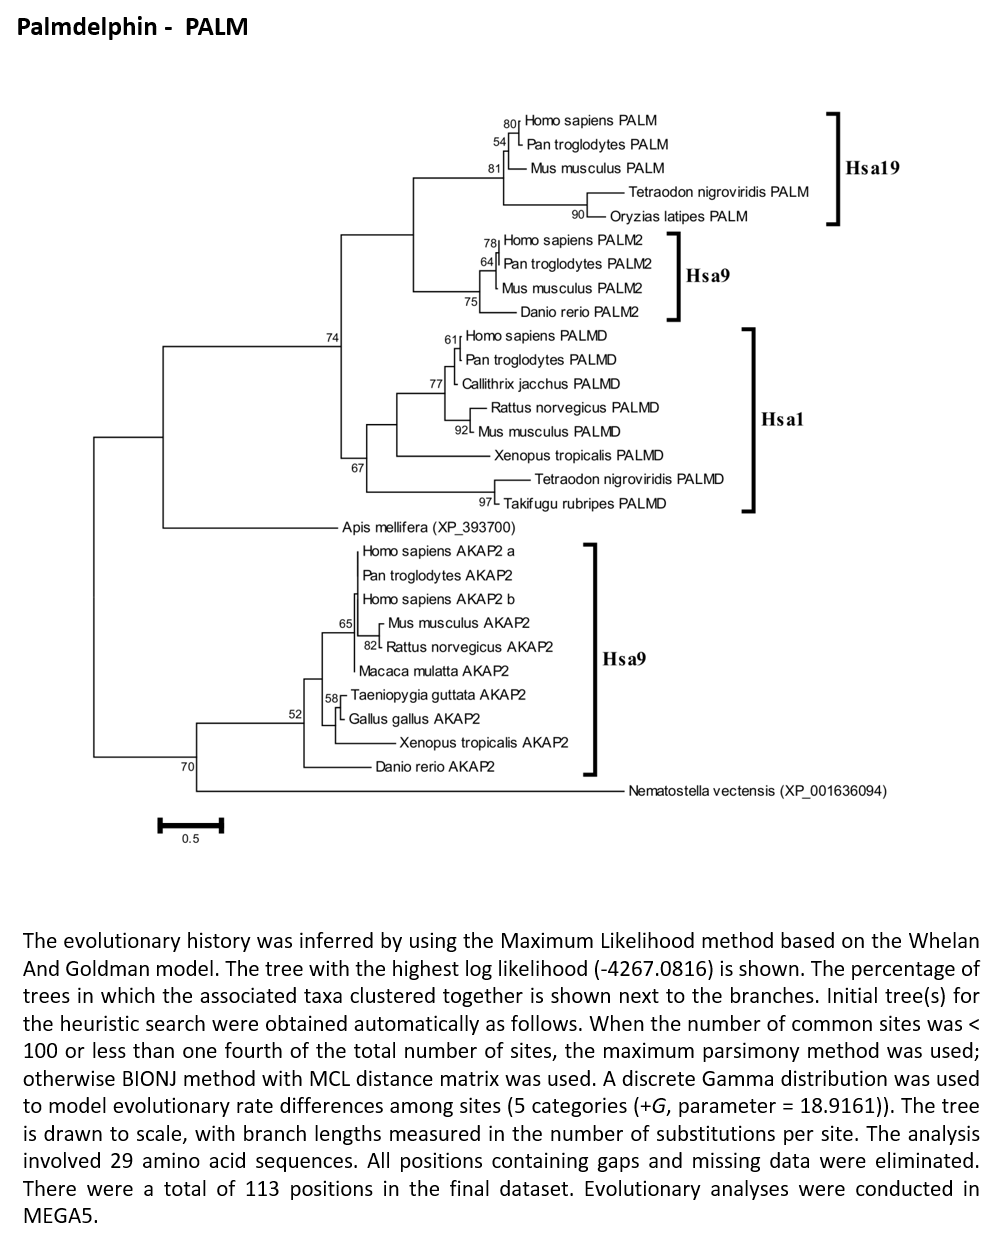 Palmdelphin - PALM
80
Homo sapiens PALM
54
Pan troglodytes PALM
81
Mus musculus PALM
Hsa19
Tetraodon nigroviridis PALM
90
Oryzias latipes PALM
78
Homo sapiens PALM2
64
Pan troglodytes PALM2
Hsa9
Mus musculus PALM2
75
Danio rerio PALM2
74
61
Homo sapiens PALMD
Pan troglodytes PALMD
77
Callithrix jacchus PALMD
Rattus norvegicus PALMD
Hsa1
92
Mus musculus PALMD
Xenopus tropicalis PALMD
67
Tetraodon nigroviridis PALMD
97
Takifugu rubripes PALMD
Apis mellifera (XP_393700)
Homo sapiens AKAP2 a
Pan troglodytes AKAP2
Homo sapiens AKAP2 b
65
Mus musculus AKAP2
82
Rattus norvegicus AKAP2
Hsa9
Macaca mulatta AKAP2
58
Taeniopygia guttata AKAP2
52
Gallus gallus AKAP2
Xenopus tropicalis AKAP2
70
Danio rerio AKAP2
Nematostella vectensis (XP_001636094)
0.5
The evolutionary history was inferred by using the Maximum Likelihood method based on the Whelan
And Goldman model. The tree with the highest log likelihood (-4267.0816) is shown. The percentage of
trees in which the associated taxa clustered together is shown next to the branches. Initial tree(s) for
the heuristic search were obtained automatically as follows. When the number of common sites was <
100 or less than one fourth of the total number of sites, the maximum parsimony method was used;
otherwise BIONJ method with MCL distance matrix was used. A discrete Gamma distribution was used
to model evolutionary rate differences among sites (5 categories (+G, parameter = 18.9161)). The tree
is drawn to scale, with branch lengths measured in the number of substitutions per site. The analysis
involved 29 amino acid sequences. All positions containing gaps and missing data were eliminated.
There were a total of 113 positions in the final dataset. Evolutionary analyses were conducted in
MEGA5.